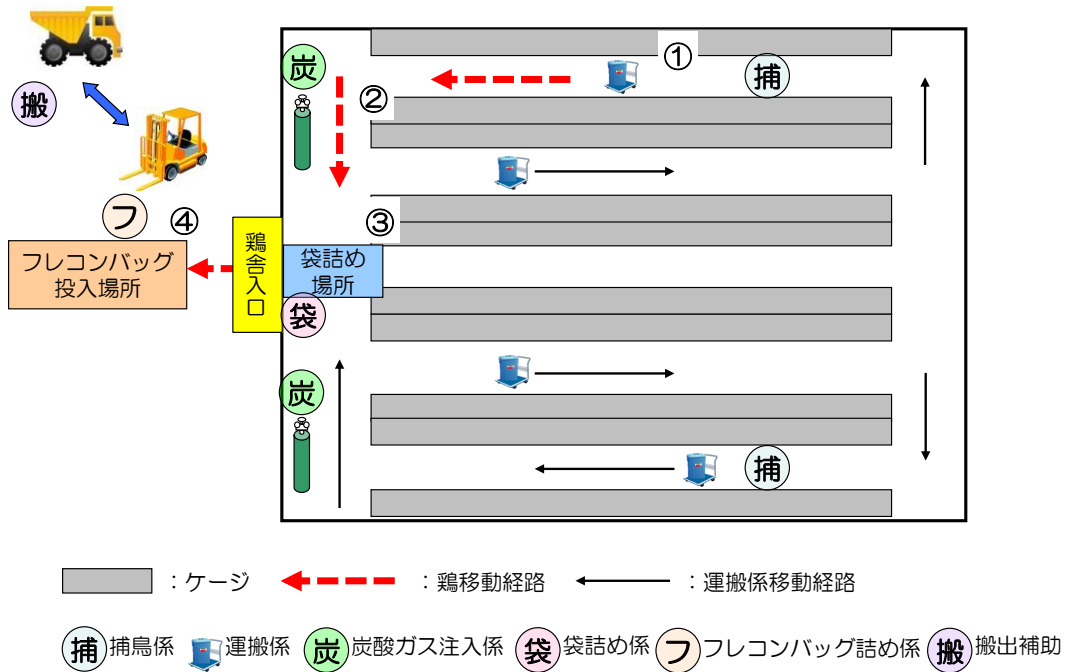 炭
①
捕
②
搬
フ
④
③
鶏舎入口
袋詰め
場所
フレコンバッグ
投入場所
袋
炭
捕
：ケージ
：鶏移動経路
：運搬係移動経路
捕 捕鳥係
運搬係
炭 炭酸ガス注入係
袋 袋詰め係
フ フレコンバッグ詰め係
搬 搬出補助